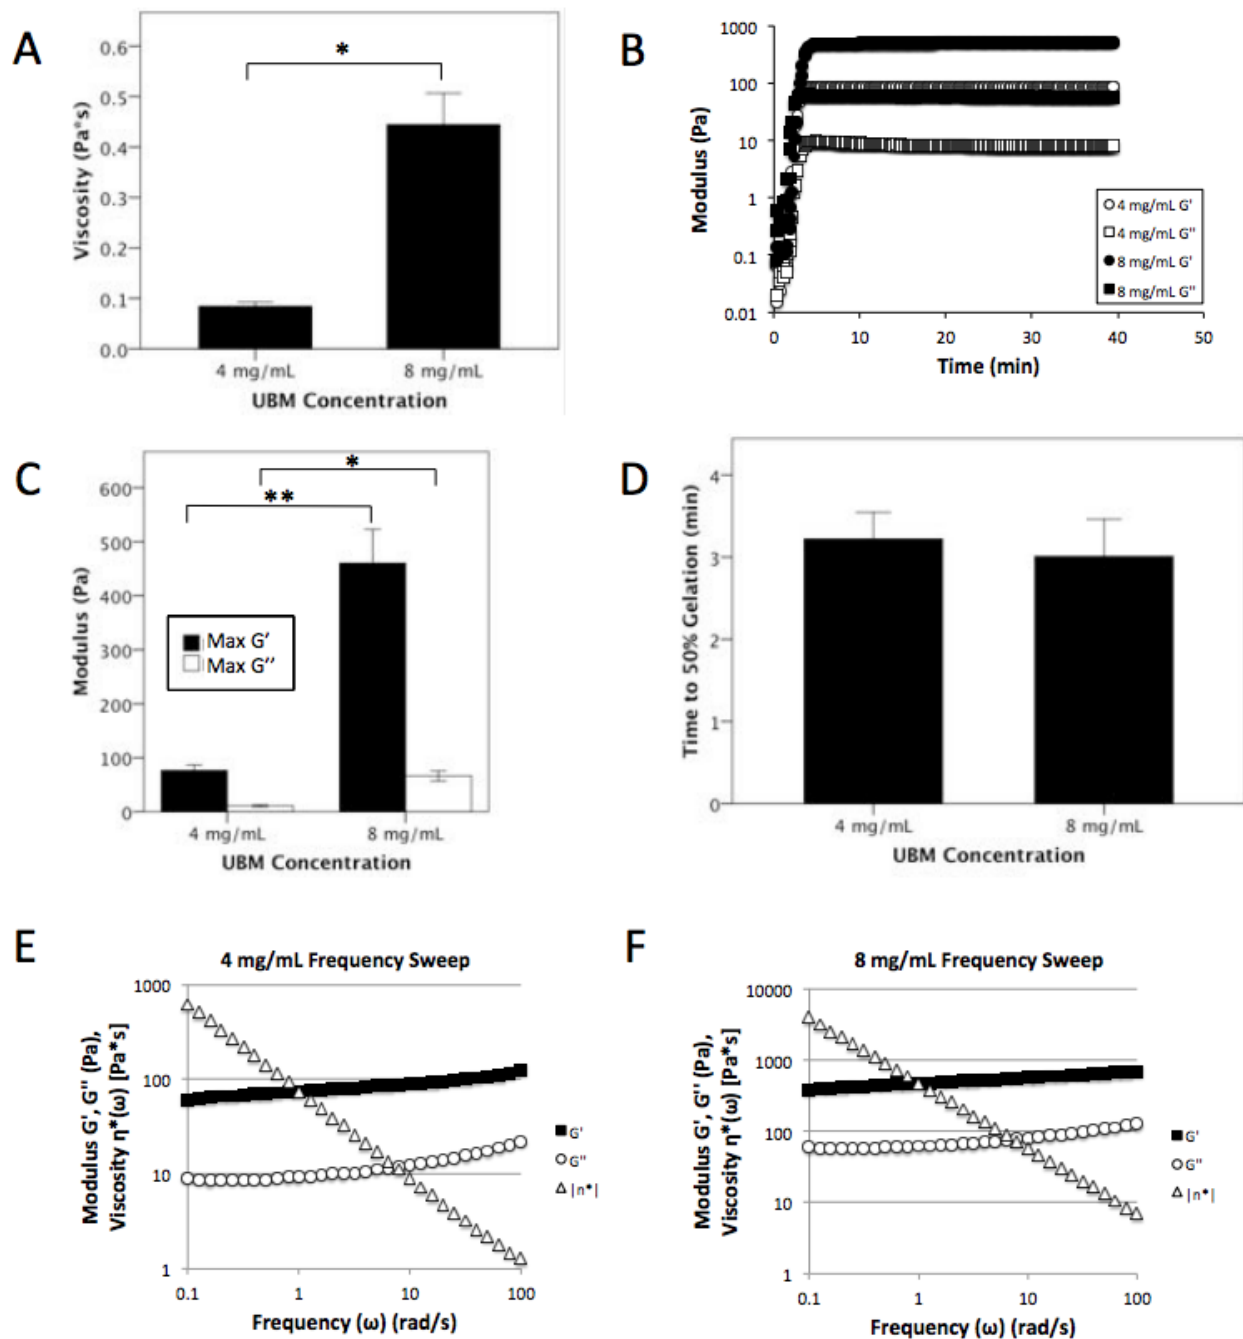 A
Viscosity (Pa*s)
0.6
0.5
0.4
0.3
0.2
0.1
0.0
*
4 mg/mL 8 mg/mL
UBM Concentration
B
Modulus (Pa)
1000
100
10
1
0.1
0.01
0 10 20 30 40 50
Time (min)
4 mg/mL G'
4 mg/mL G''
8 mg/mL G'
8 mg/mL G''
C
Modulus (Pa)
600
500
400
300
200
100
0
*
**
Max G'
Max G''
4 mg/mL 8 mg/mL
UBM Concentration
D
Time to 50% Gelation (min)
4
3
2
1
0
4 mg/mL 8 mg/mL
UBM Concentration
E
4 mg/mL Frequency Sweep
Modulus G', G'' (Pa),
Viscosity η*(ω) [Pa*s]
1000
100
10
1
0.1 1 10 100
Frequency (ω) (rad/s)
G'
G''
|n*|
F
8 mg/mL Frequency Sweep
Modulus G', G'' (Pa),
Viscosity η*(ω) [Pa*s]
10000
1000
100
10
1
0.1 1 10 100
Frequency (ω) (rad/s)
G'
G''
|n*|